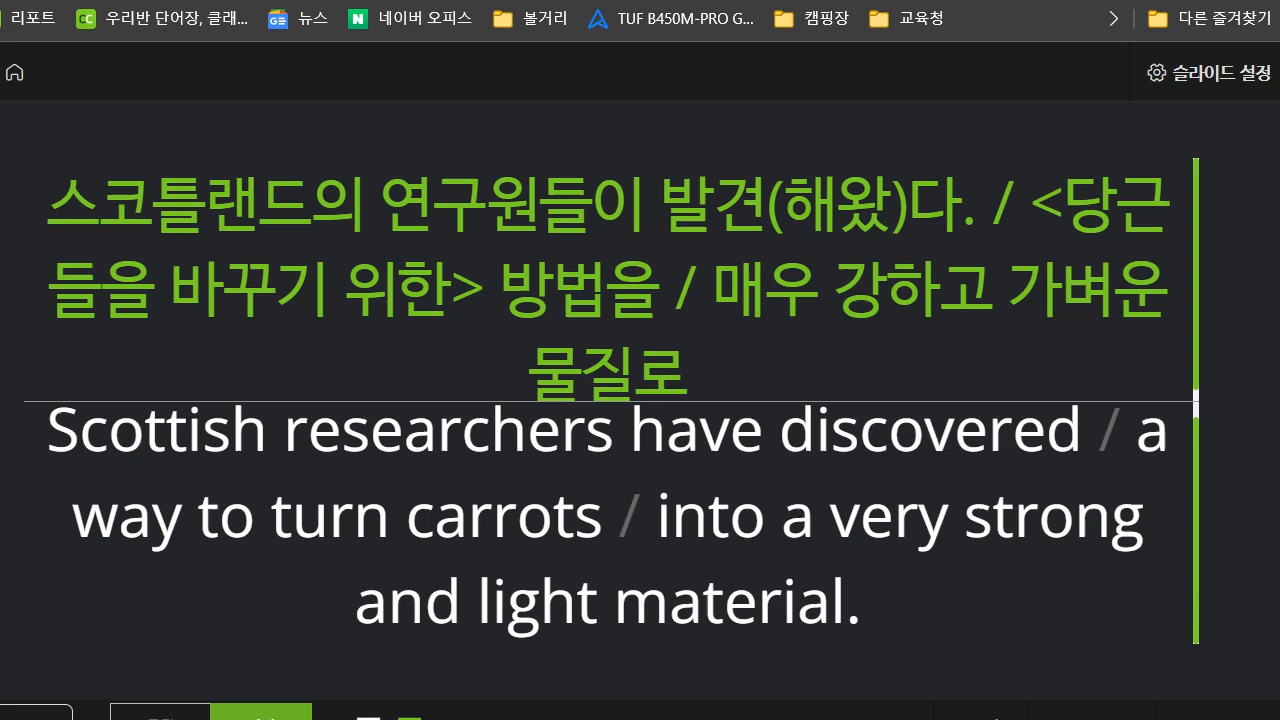 리포트 CC 우리반 단어장, 클래... GE 뉴스 N 네이버 오피스 볼거리 TUF B450M-PRO G... 캠핑장 교육청 다른 즐겨찾기
슬라이드 설정
스코틀랜드의 연구원들이 발견(해왔)다. / <당근
들을 바꾸기 위한> 방법을 / 매우 강하고 가벼운
물질로
Scottish researchers have discovered / a
way to turn carrots / into a very strong
and light material.